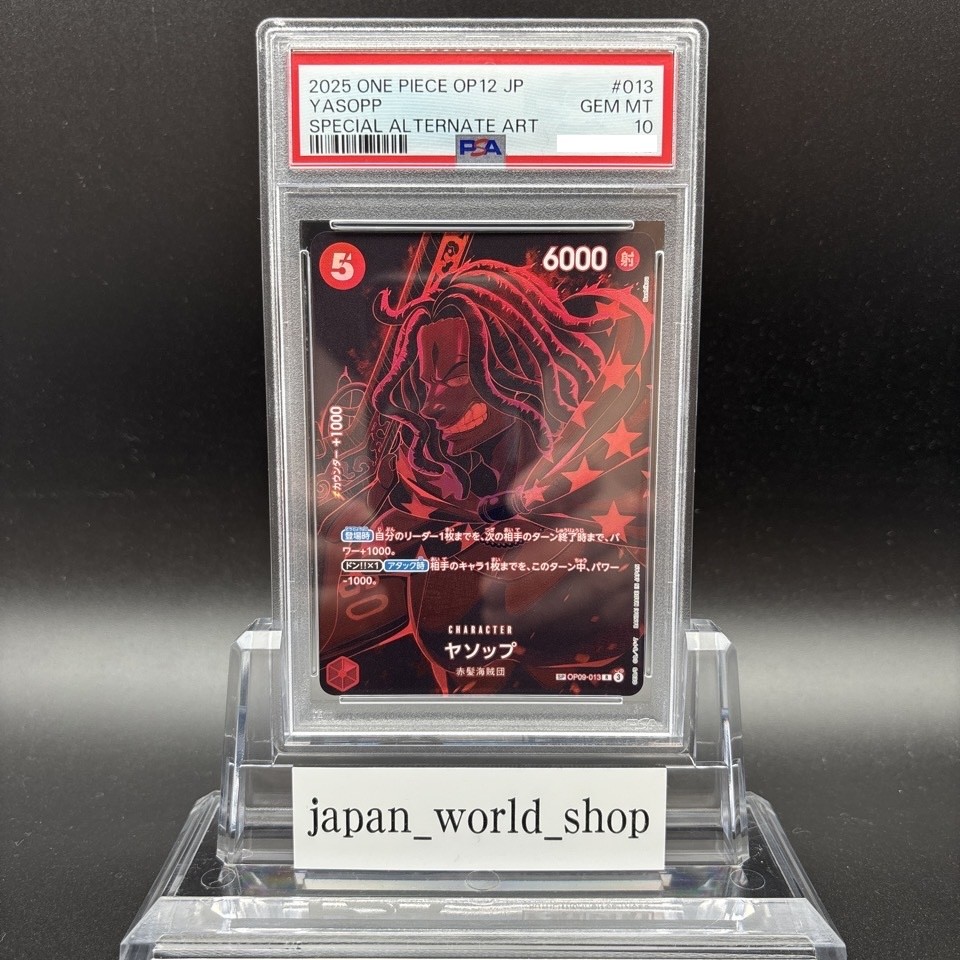 2025 ONE PIECE OP12 JP #013
YASOPP GEM MT
SPECIAL ALTERNATE ART 10
PSA
5
6000
カウンター+1000
登場時 自分のリーダー1枚までを、次の相手のターン終了時まで、パ
ワー+1000。
ドン!!×1 アタック時 相手のキャラ1枚までを、このターン中、パワー
-1000。
CHARACTER
ヤソップ
赤髪海賊団
SP OP09-013 R 3
japan_world_shop